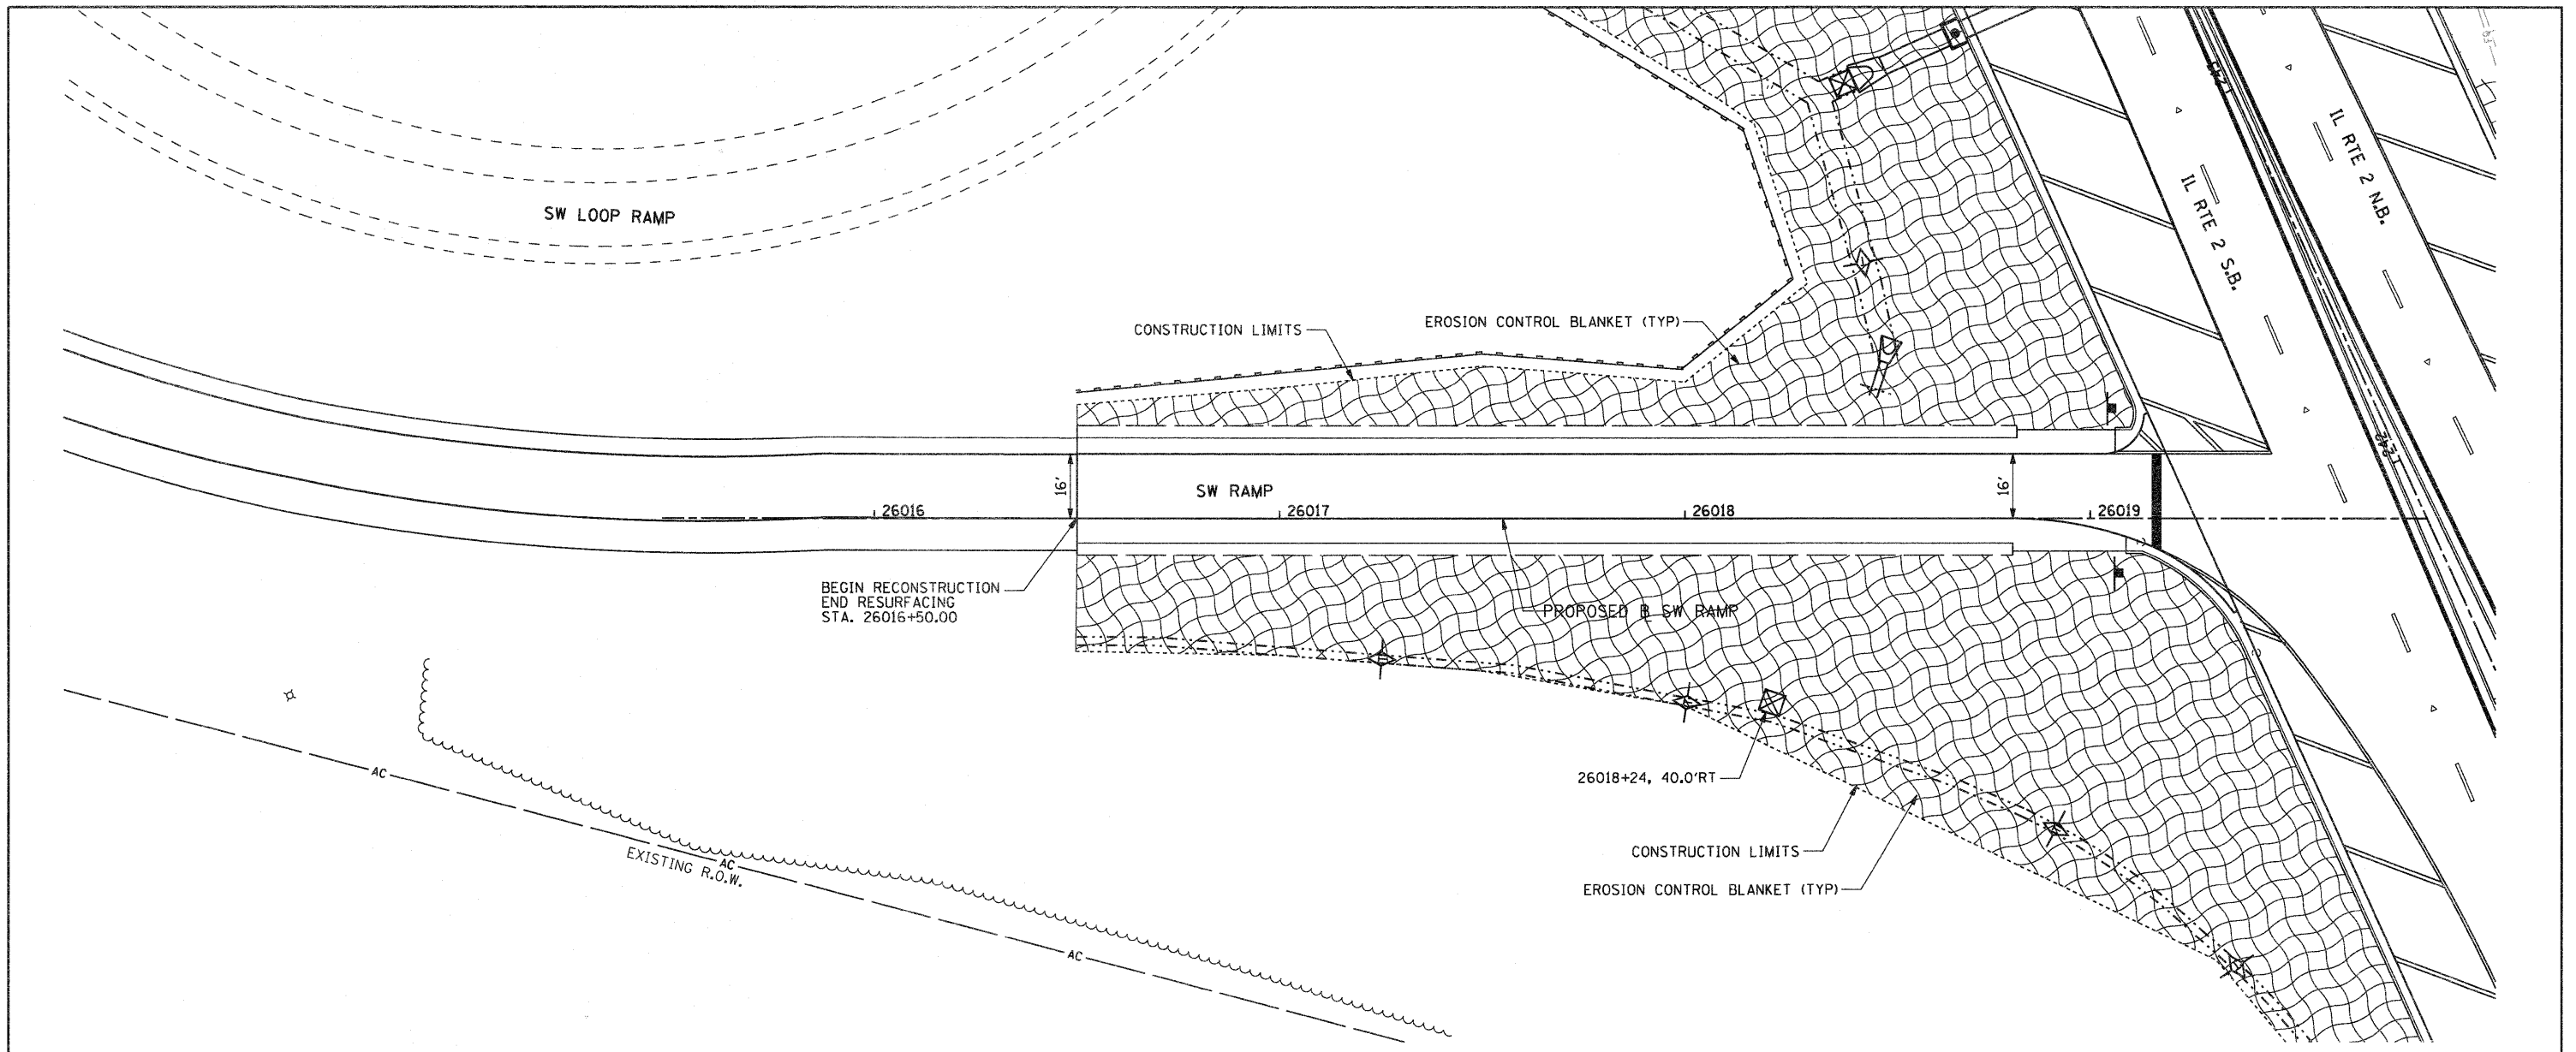 SW LOOP RAMP
1243
IL RTE 2 N.B.
IL RTE 2 S.B.
CONSTRUCTION LIMITS
EROSION CONTROL BLANKET (TYP)
1242
16'
SW RAMP
16'
26016
26017
26018
26019
BEGIN RECONSTRUCTION
END RESURFACING
STA. 26016+50.00
PROPOSED B SW RAMP
26018+24, 40.0'RT
CONSTRUCTION LIMITS
EROSION CONTROL BLANKET (TYP)
AC
AC
EXISTING R.O.W.
AC